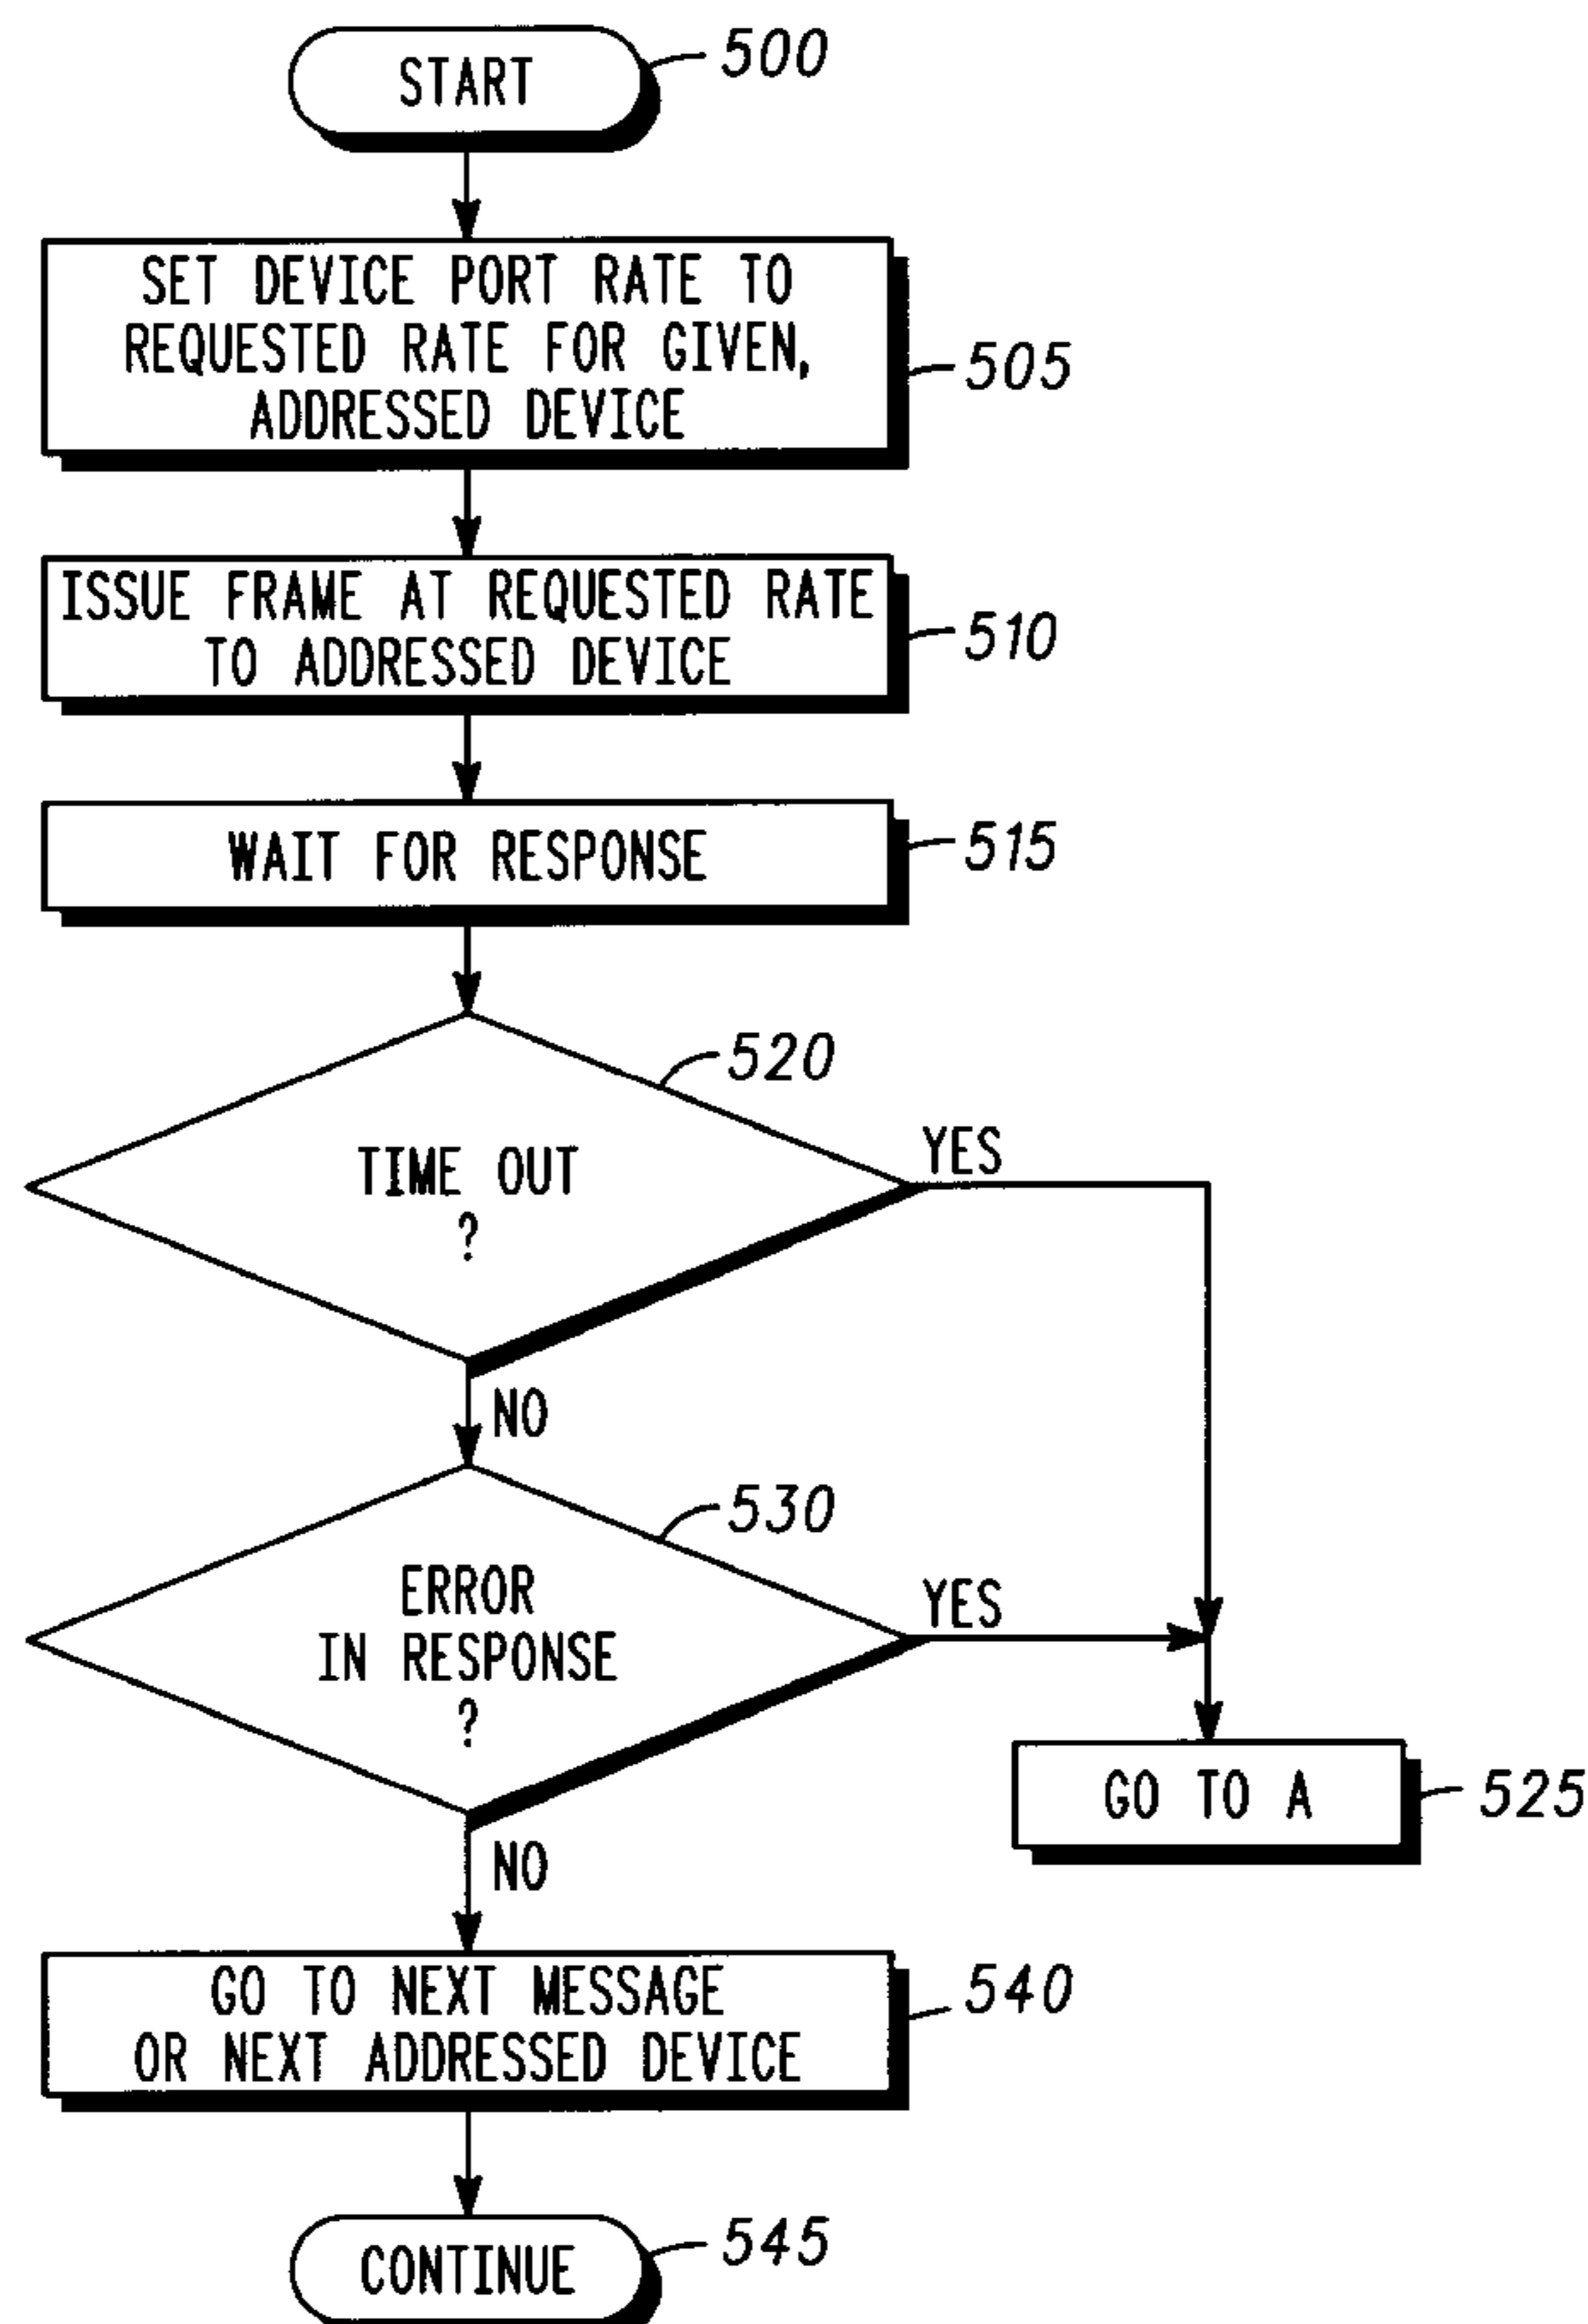 START
500
SET DEVICE PORT RATE TO
REQUESTED RATE FOR GIVEN,
ADDRESSED DEVICE
505
ISSUE FRAME AT REQUESTED RATE
TO ADDRESSED DEVICE
510
WAIT FOR RESPONSE
515
520
TIME OUT
?
YES
NO
530
ERROR
IN RESPONSE
?
YES
GO TO A
525
NO
GO TO NEXT MESSAGE
OR NEXT ADDRESSED DEVICE
540
CONTINUE
545